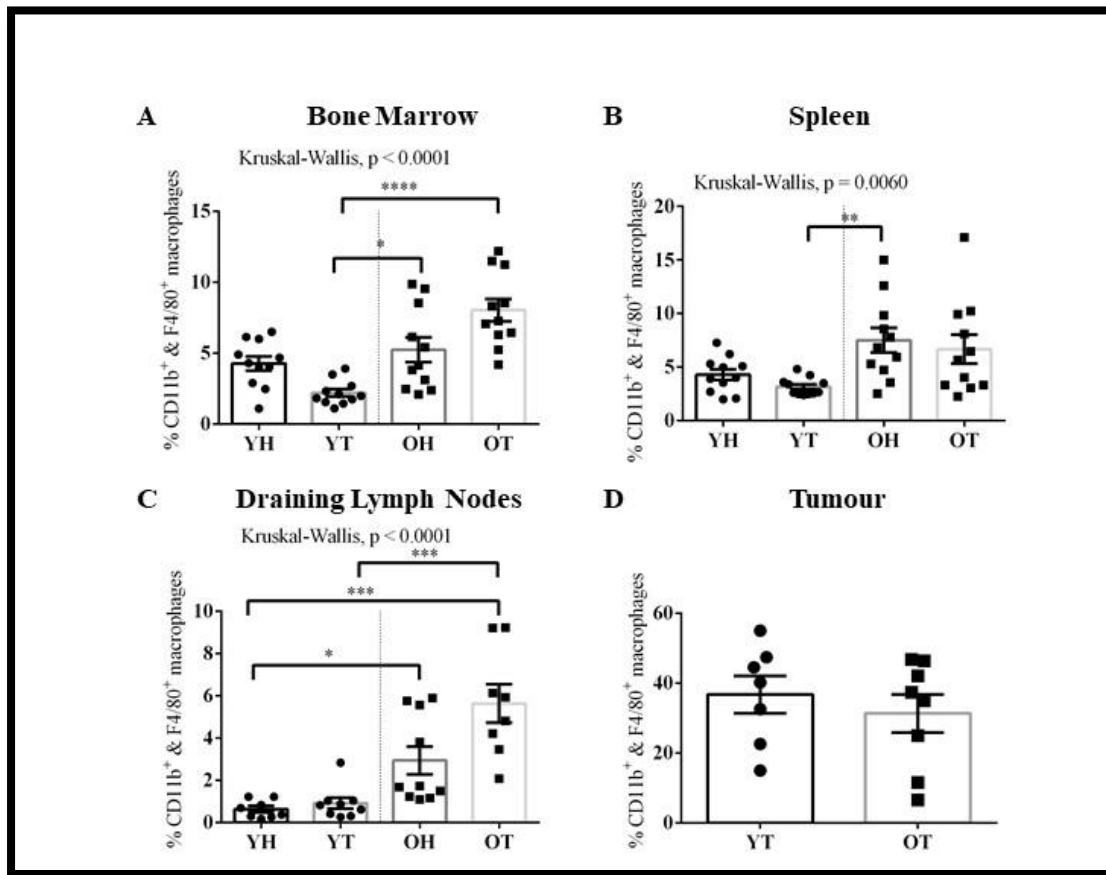 A Bone Marrow
Kruskal-Wallis, p < 0.0001
****
*
% CD11b⁺ & F4/80⁺ macrophages
15
10
5
0
YH YT OH OT
B Spleen
Kruskal-Wallis, p = 0.0060
**
% CD11b⁺ & F4/80⁺ macrophages
20
15
10
5
0
YH YT OH OT
C Draining Lymph Nodes
Kruskal-Wallis, p < 0.0001
***
***
*
% CD11b⁺ & F4/80⁺ macrophages
10
8
6
4
2
0
YH YT OH OT
D Tumour
% CD11b⁺ & F4/80⁺ macrophages
60
40
20
0
YT OT